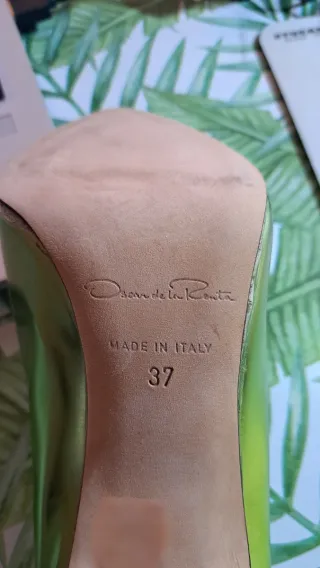 Oscar de la Renta
MADE IN ITALY
37